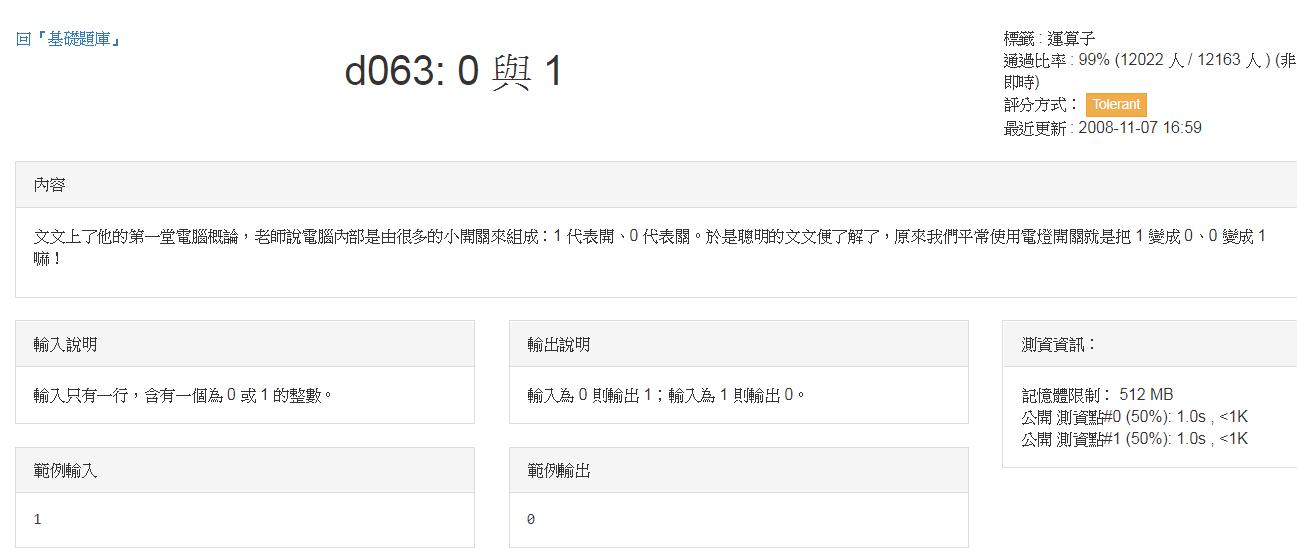 回『基礎題庫』
d063: 0 與 1
標籤 : 運算子
通過比率 : 99% (12022 人 / 12163 人 ) (非
即時)
評分方式： Tolerant
最近更新 : 2008-11-07 16:59
內容
文文上了他的第一堂電腦概論，老師說電腦內部是由很多的小開關來組成：1 代表開、0 代表關。於是聰明的文文便了解了，原來我們平常使用電燈開關就是把 1 變成 0、0 變成 1
嘛！
輸入說明
輸入只有一行，含有一個為 0 或 1 的整數。
輸出說明
輸入為 0 則輸出 1；輸入為 1 則輸出 0。
測資資訊：
記憶體限制： 512 MB
公開 測資點#0 (50%): 1.0s , <1K
公開 測資點#1 (50%): 1.0s , <1K
範例輸入
1
範例輸出
0